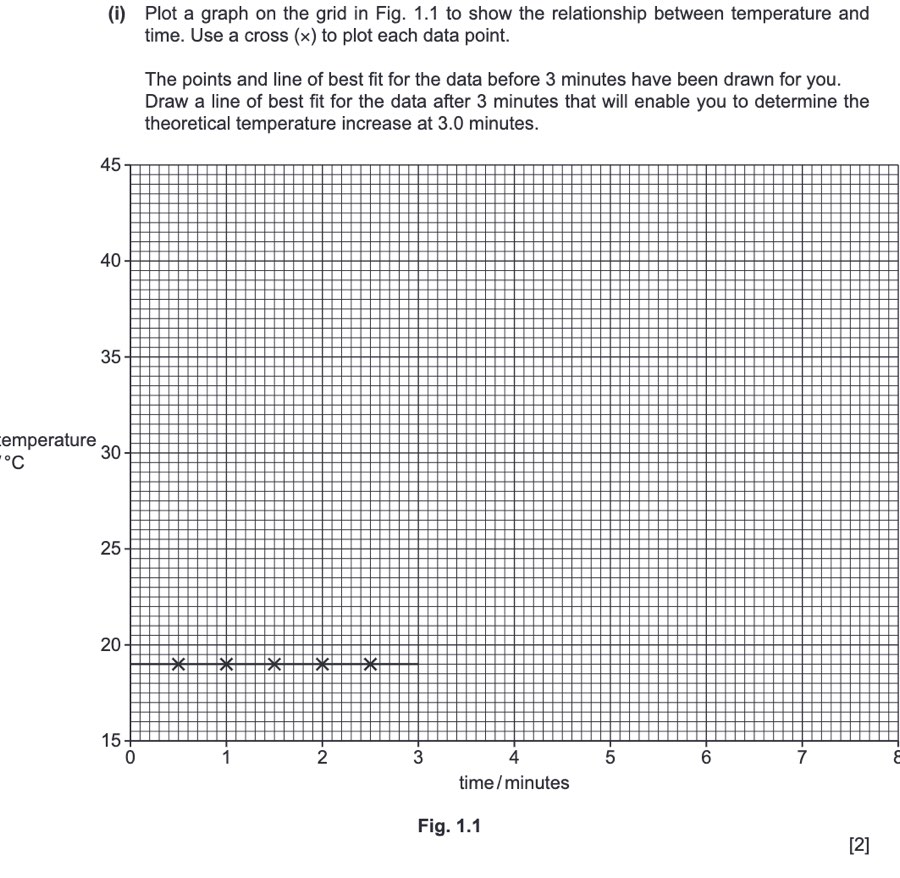 (i) Plot a graph on the grid in Fig. 1.1 to show the relationship between temperature and
time. Use a cross (×) to plot each data point.
The points and line of best fit for the data before 3 minutes have been drawn for you.
Draw a line of best fit for the data after 3 minutes that will enable you to determine the
theoretical temperature increase at 3.0 minutes.
45
40
35
temperature
/ °C
30
25
20
15
0 1 2 3 4 5 6 7 8
time / minutes
Fig. 1.1
[2]